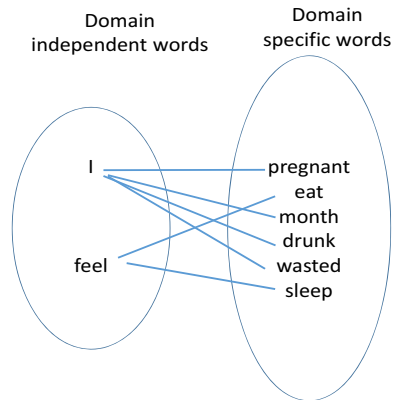 Domain
independent words
Domain
specific words
I
feel
pregnant
eat
month
drunk
wasted
sleep